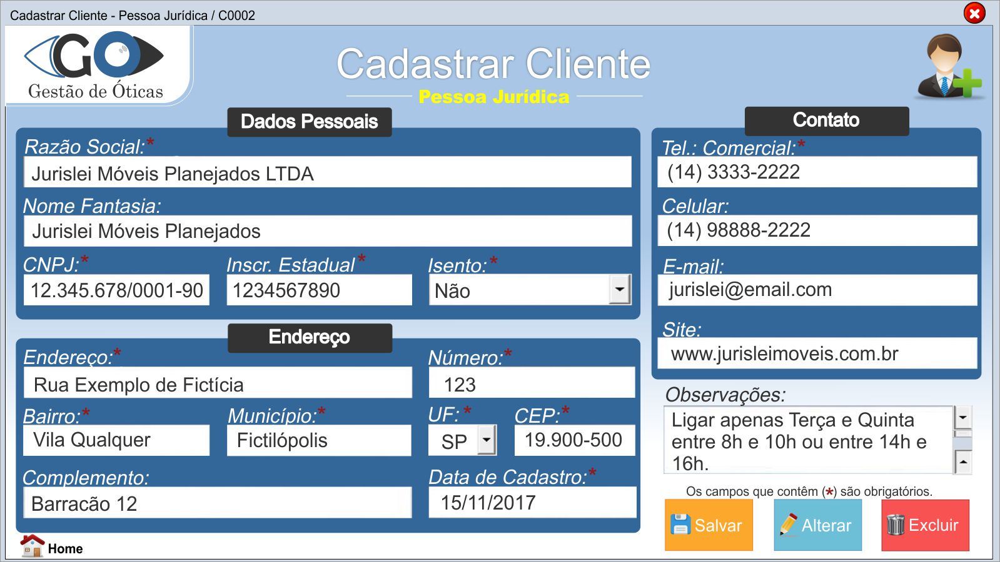 Cadastrar Cliente - Pessoa Jurídica / C0002
GO
Gestão de Óticas
Cadastrar Cliente
Pessoa Jurídica
Dados Pessoais
Razão Social:*
Jurislei Móveis Planejados LTDA
Nome Fantasia:
Jurislei Móveis Planejados
CNPJ:* Inscr. Estadual* Isento:*
12.345.678/0001-90 1234567890 Não
Endereço
Endereço:* Número:*
Rua Exemplo de Fictícia 123
Bairro:* Município:* UF:* CEP:*
Vila Qualquer Fictilópolis SP 19.900-500
Complemento: Data de Cadastro:*
Barracão 12 15/11/2017
Contato
Tel.: Comercial:*
(14) 3333-2222
Celular:
(14) 98888-2222
E-mail:
jurislei@email.com
Site:
www.jurisleimoveis.com.br
Observações:
Ligar apenas Terça e Quinta
entre 8h e 10h ou entre 14h e
16h.
Os campos que contêm (*) são obrigatórios.
Salvar Alterar Excluir
Home